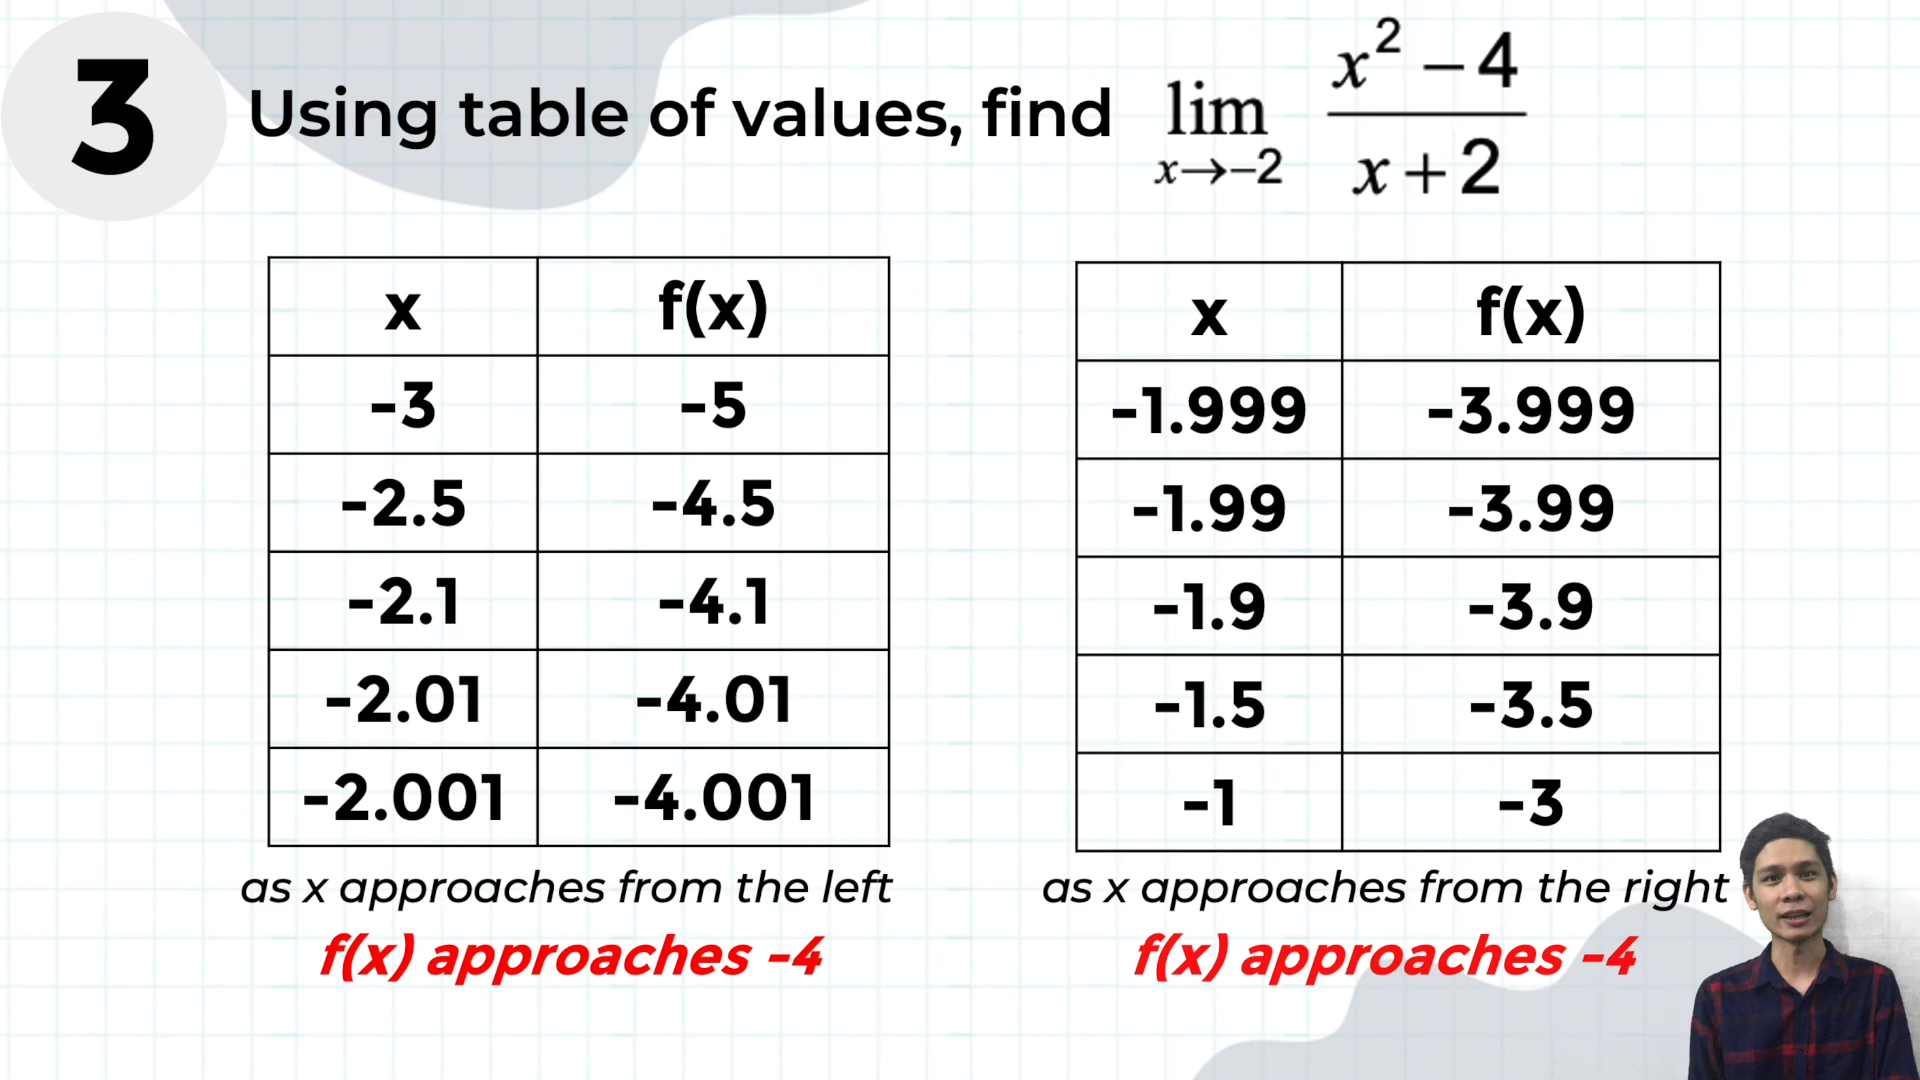 3
Using table of values, find lim x→−2 x² − 4 / x + 2
x f(x)
-3 -5
-2.5 -4.5
-2.1 -4.1
-2.01 -4.01
-2.001 -4.001
as x approaches from the left
f(x) approaches -4
x f(x)
-1.999 -3.999
-1.99 -3.99
-1.9 -3.9
-1.5 -3.5
-1 -3
as x approaches from the right
f(x) approaches -4